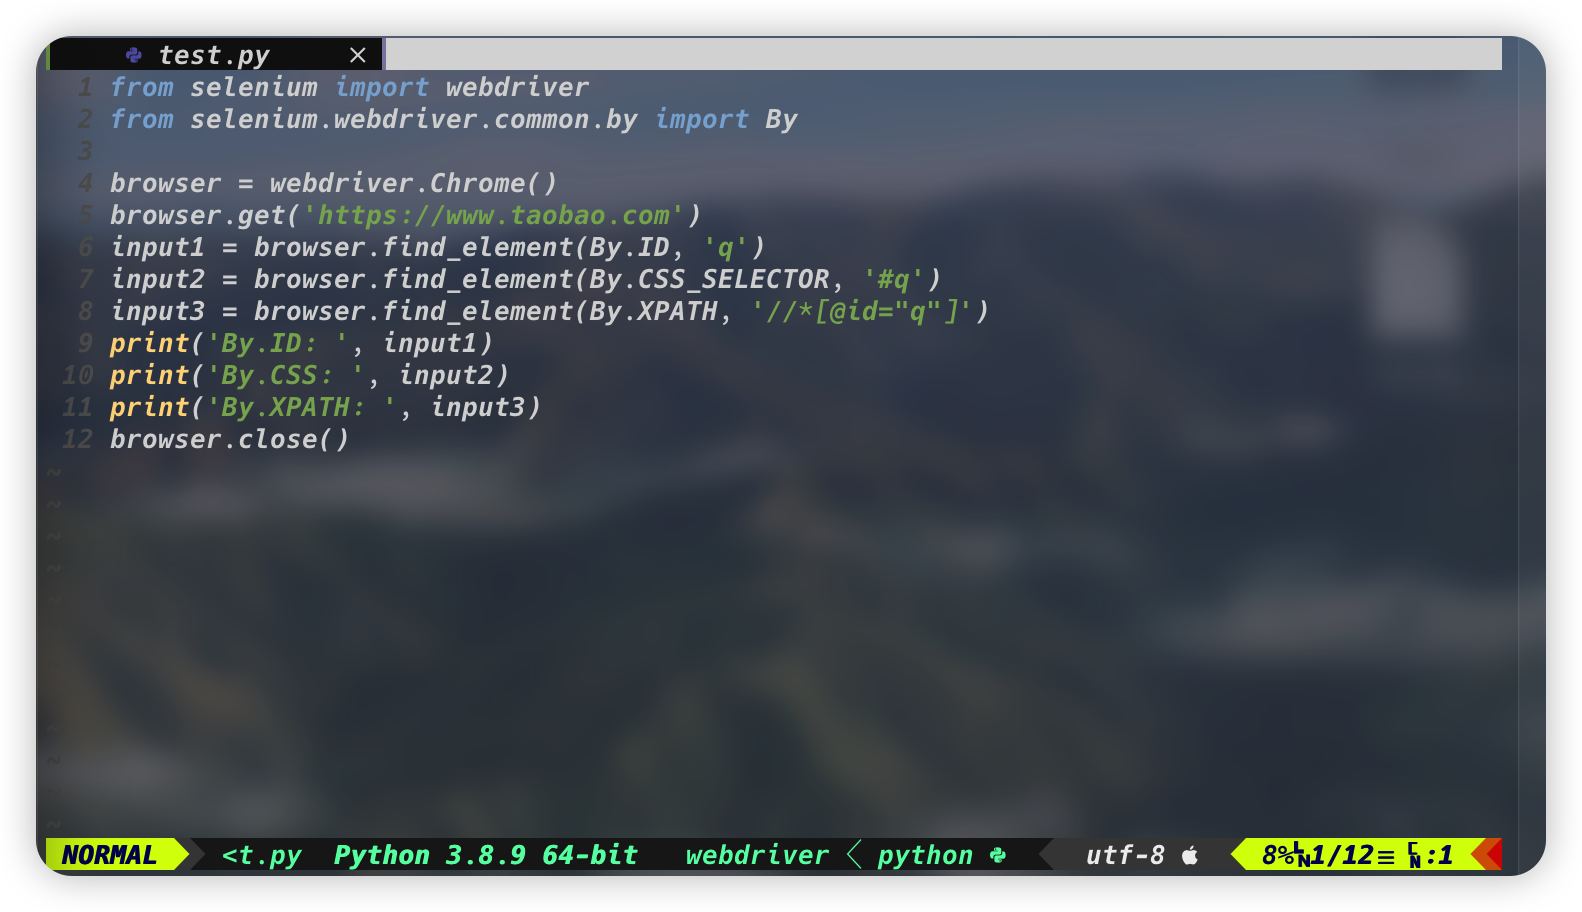 test.py ×
1 from selenium import webdriver
2 from selenium.webdriver.common.by import By
3
4 browser = webdriver.Chrome()
5 browser.get('https://www.taobao.com')
6 input1 = browser.find_element(By.ID, 'q')
7 input2 = browser.find_element(By.CSS_SELECTOR, '#q')
8 input3 = browser.find_element(By.XPATH, '//*[@id="q"]')
9 print('By.ID: ', input1)
10 print('By.CSS: ', input2)
11 print('By.XPATH: ', input3)
12 browser.close()
~
~
~
~
~
~
~
~
~
NORMAL <t.py Python 3.8.9 64-bit webdriver python utf-8 8% LN 1/12≡ CN :1